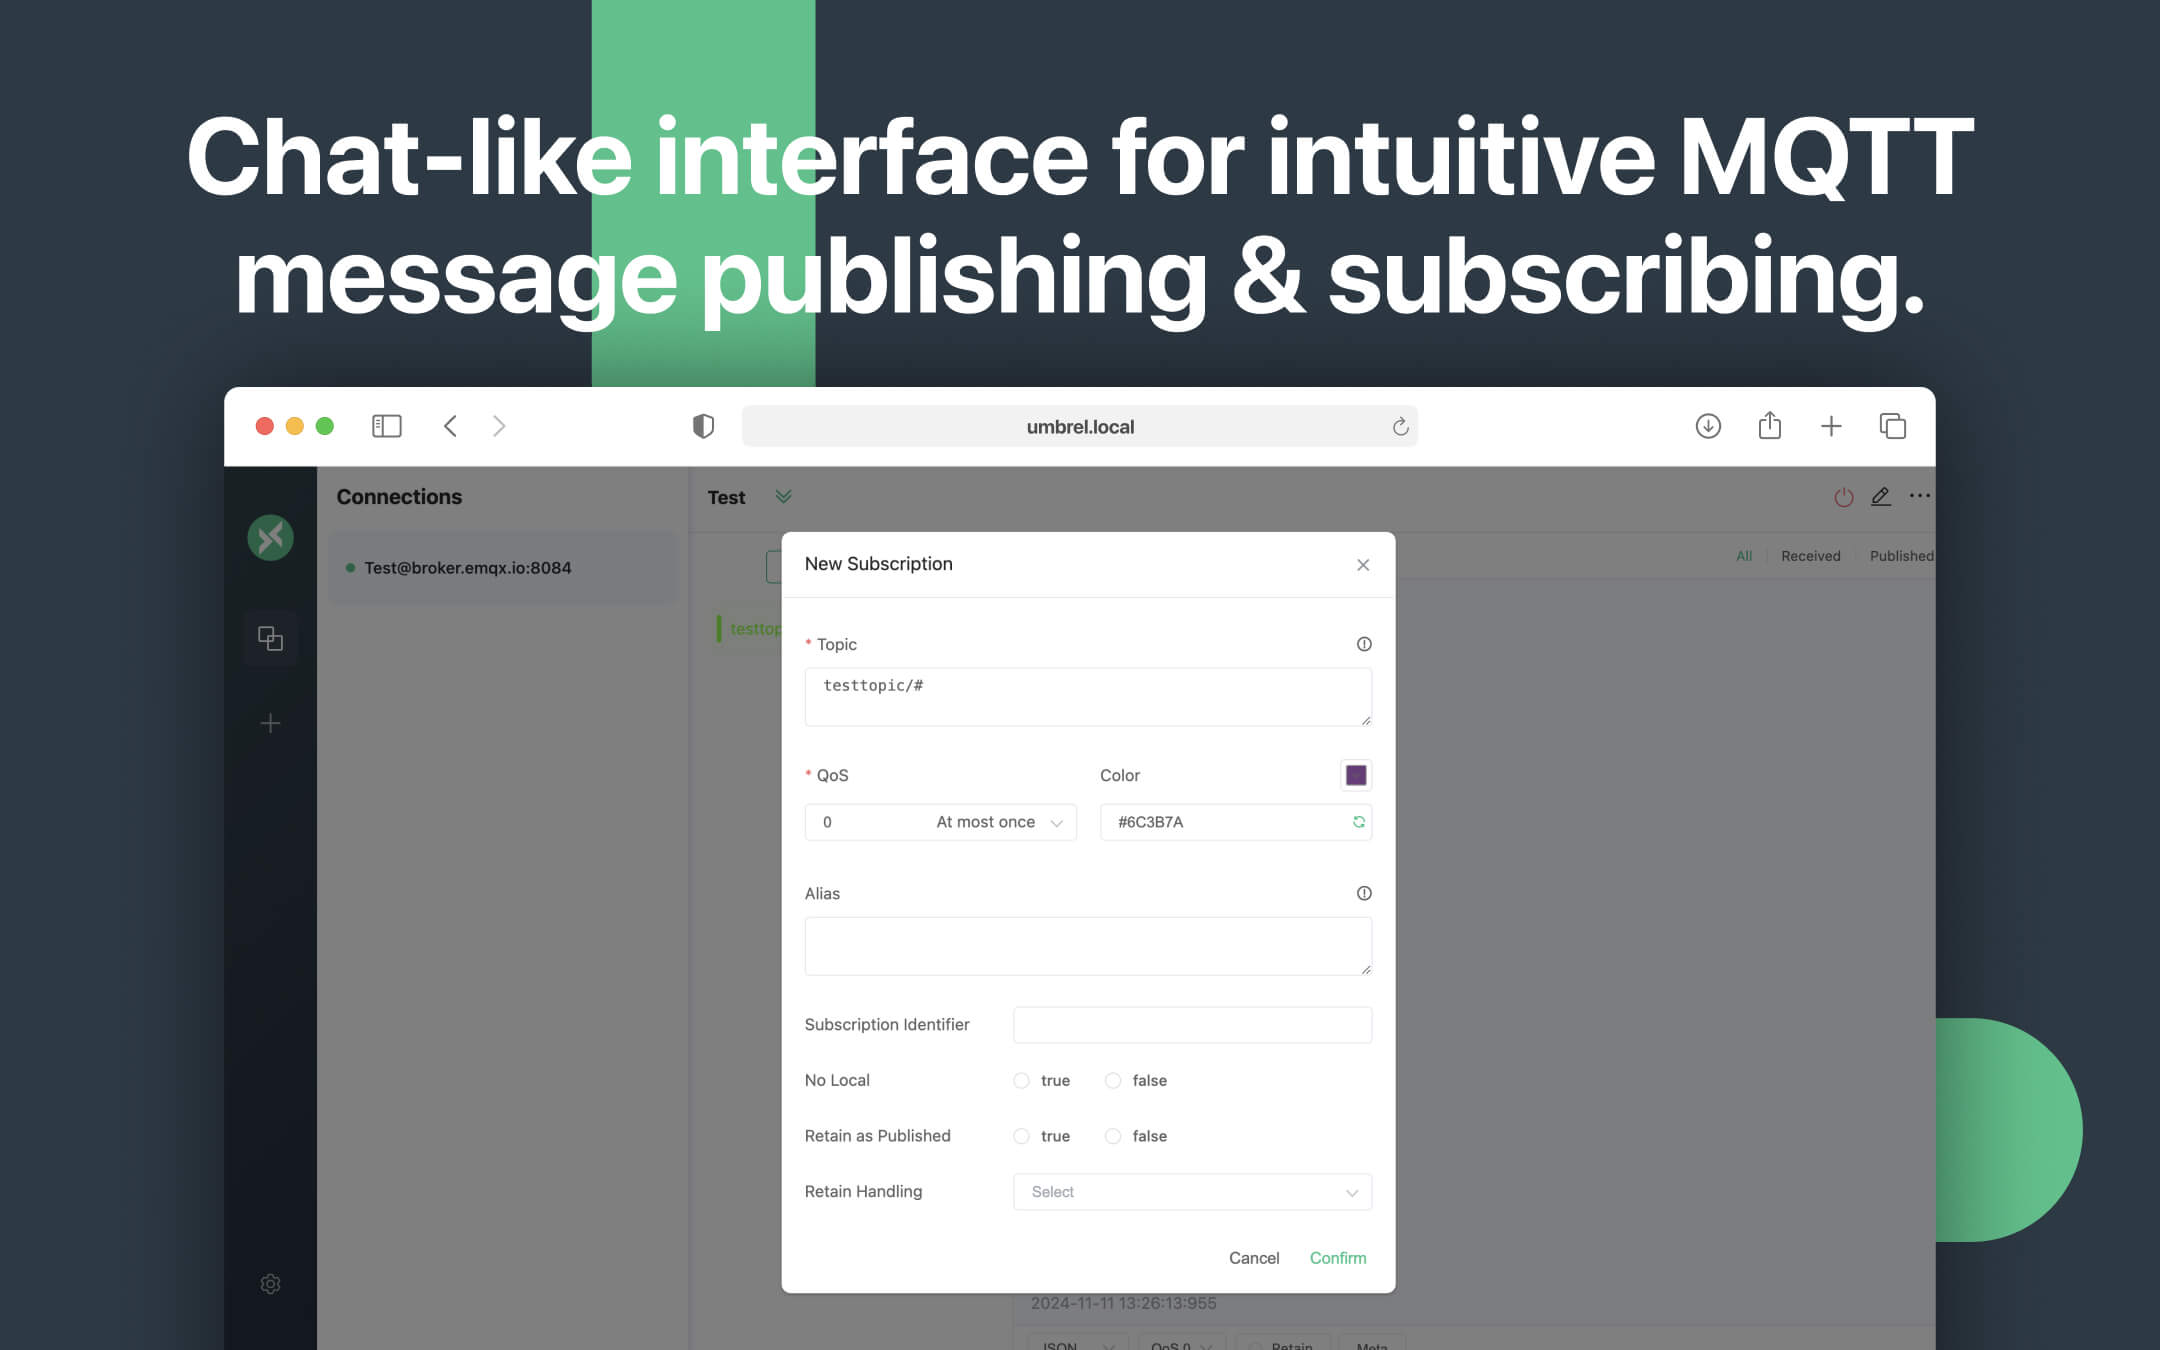 Chat-like interface for intuitive MQTT
message publishing & subscribing.
umbrel.local
Connections
Test
Test@broker.emqx.io:8084
All
Received
Published
New Subscription
* Topic
testtopic/#
* QoS
Color
0
At most once
#6C3B7A
Alias
Subscription Identifier
No Local
true
false
Retain as Published
true
false
Retain Handling
Select
Cancel
Confirm
2024-11-11 13:26:13:955
JSON
QoS 0
Retain
Meta